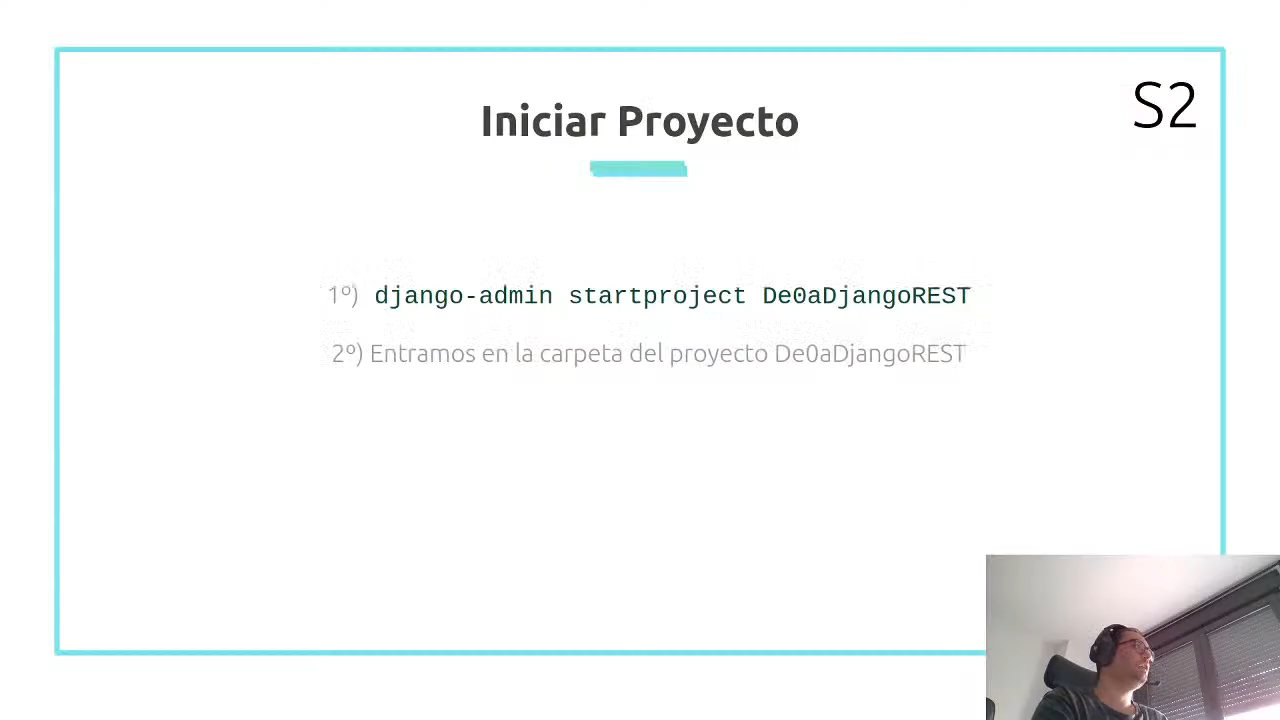 Iniciar Proyecto
S2
1º) django-admin startproject De0aDjangoREST
2º) Entramos en la carpeta del proyecto De0aDjangoREST